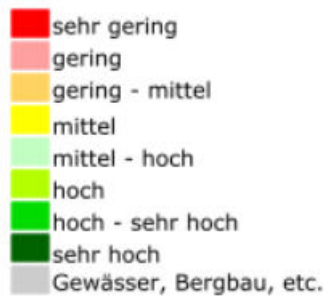 sehr gering
gering
gering - mittel
mittel
mittel - hoch
hoch
hoch - sehr hoch
sehr hoch
Gewässer, Bergbau, etc.